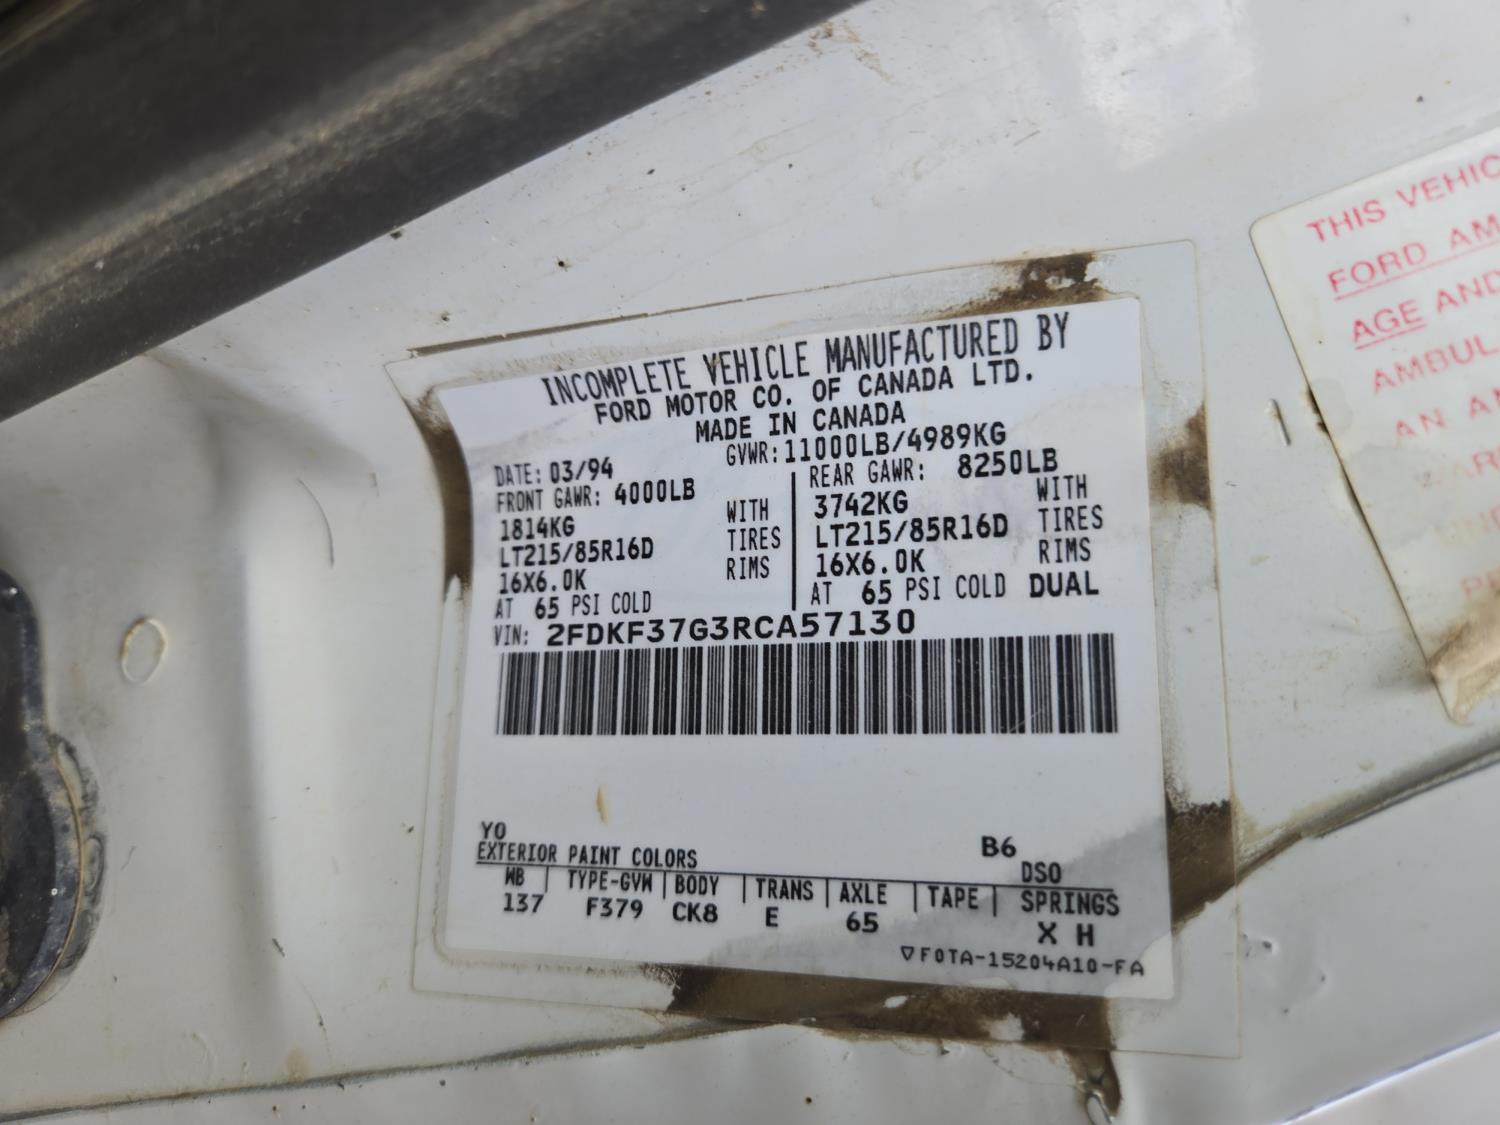 INCOMPLETE VEHICLE MANUFACTURED BY
FORD MOTOR CO. OF CANADA LTD.
MADE IN CANADA
DATE: 03/94 GVWR: 11000LB/4989KG
FRONT GAWR: 4000LB REAR GAWR: 8250LB
1814KG WITH 3742KG WITH
LT215/85R16D TIRES LT215/85R16D TIRES
16X6.0K RIMS 16X6.0K RIMS
AT 65 PSI COLD AT 65 PSI COLD DUAL
VIN: 2FDKF37G3RCA57130
YO B6
EXTERIOR PAINT COLORS DSO
WB TYPE-GVW BODY TRANS AXLE TAPE SPRINGS
137 F379 CK8 E 65 X H
▽F0TA-15204A10-FA
THIS
FORD
AGE AND
AN